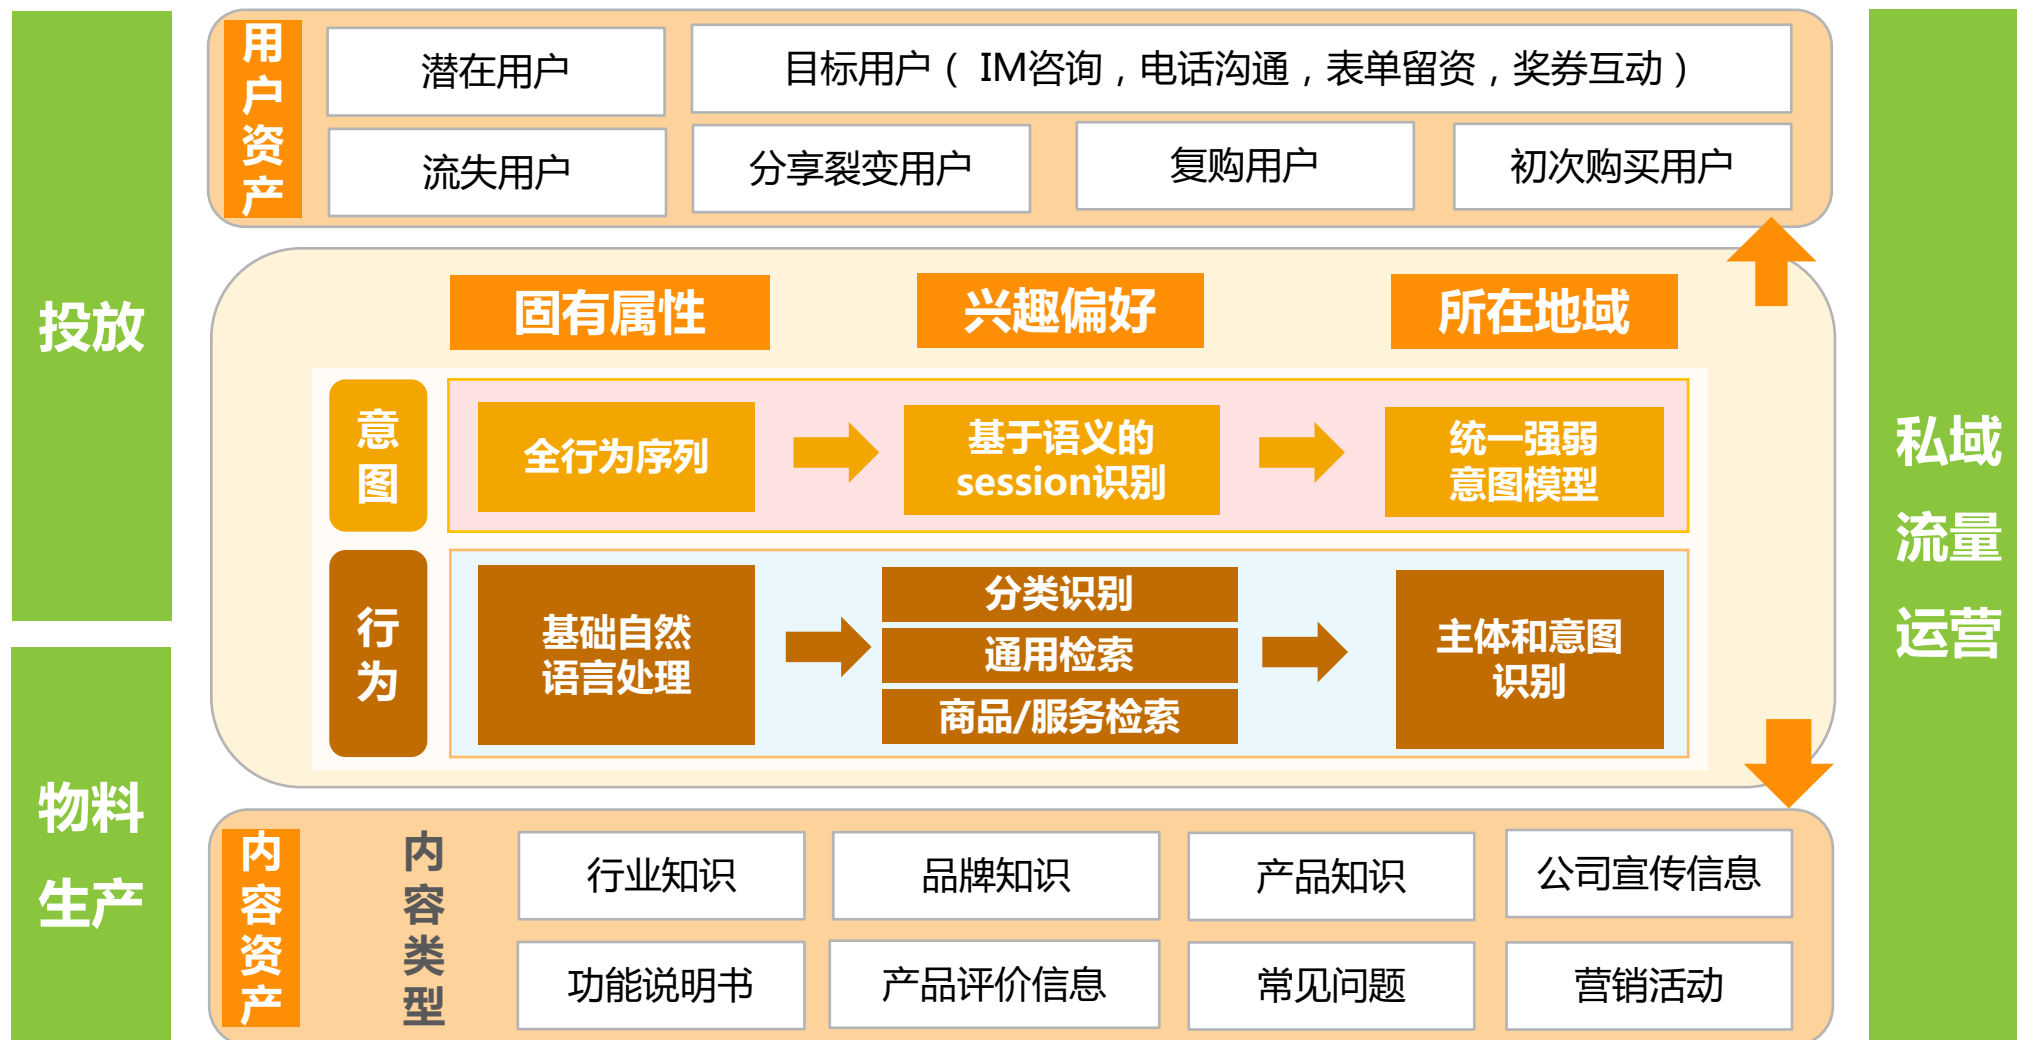 投放
物料
生产
用
户
资
产
潜在用户
目标用户（ IM咨询，电话沟通，表单留资，奖券互动）
流失用户
分享裂变用户
复购用户
初次购买用户
固有属性
兴趣偏好
所在地域
意
图
全行为序列
基于语义的
session识别
统一强弱
意图模型
行
为
基础自然
语言处理
分类识别
通用检索
商品/服务检索
主体和意图
识别
内
容
资
产
内
容
类
型
行业知识
品牌知识
产品知识
公司宣传信息
功能说明书
产品评价信息
常见问题
营销活动
私域
流量
运营